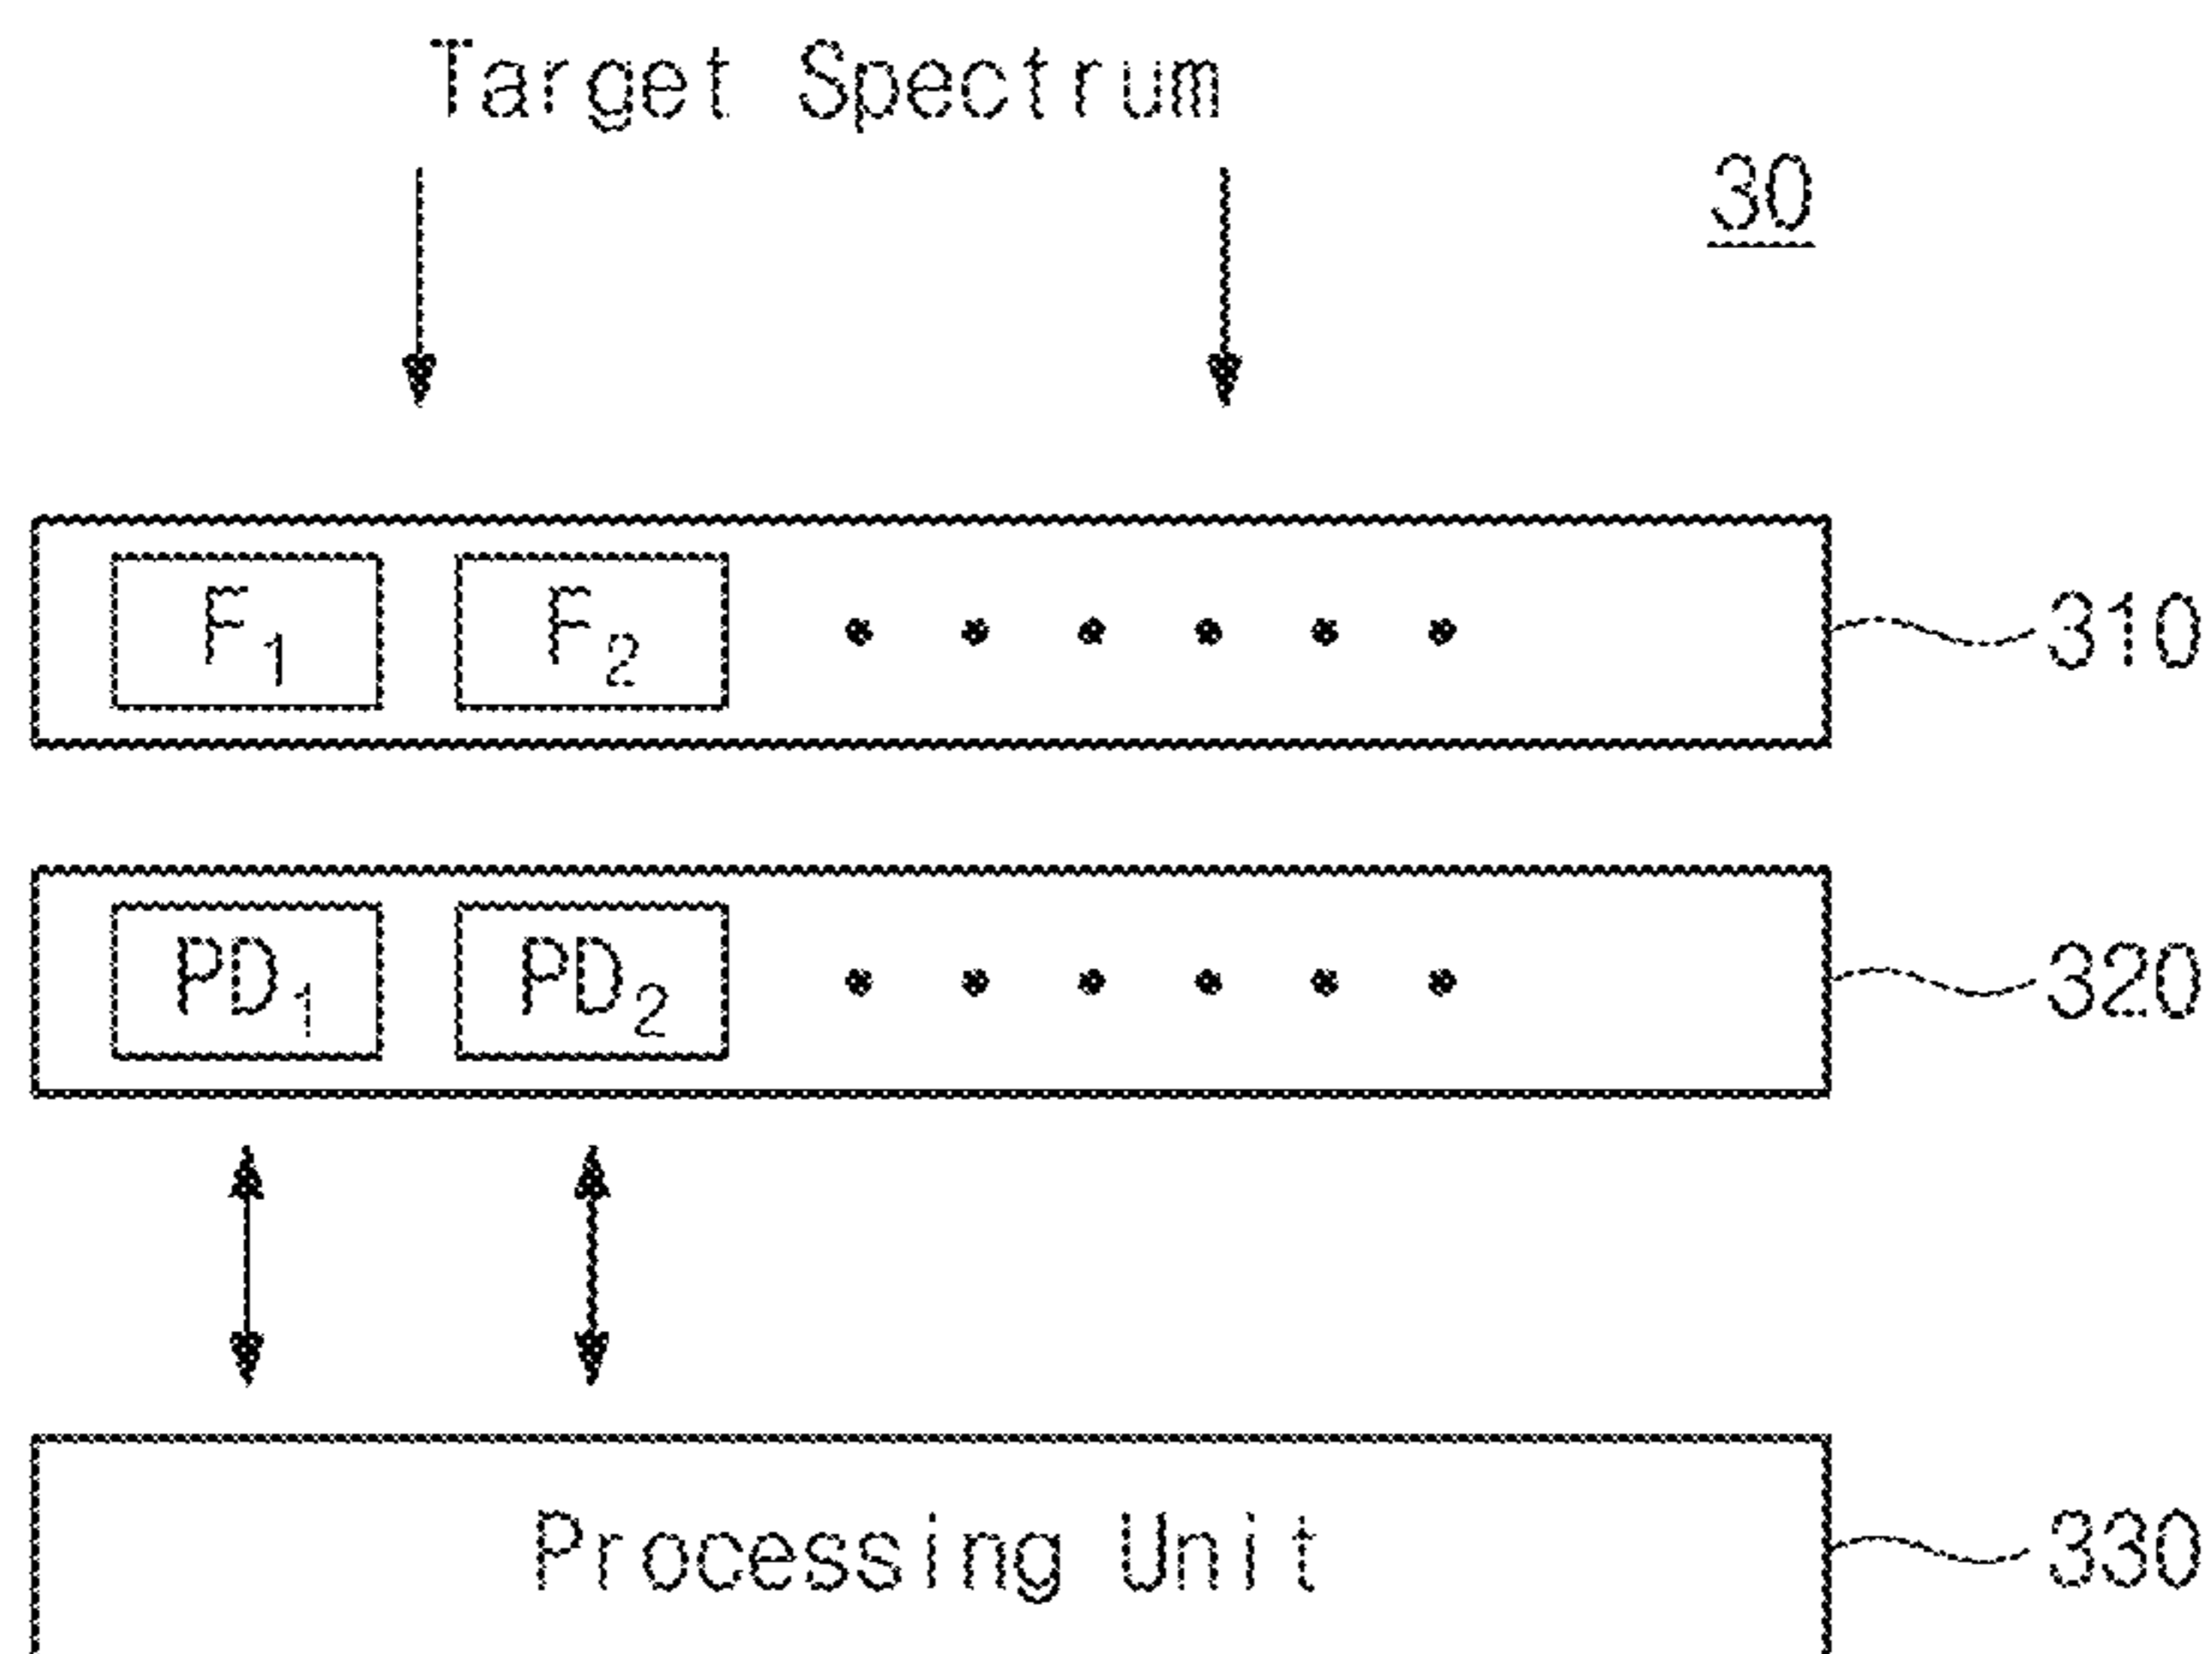 Target Spectrum
30
F1 F2 • • • • • • 310
PD1 PD2 • • • • • • 320
Processing Unit 330